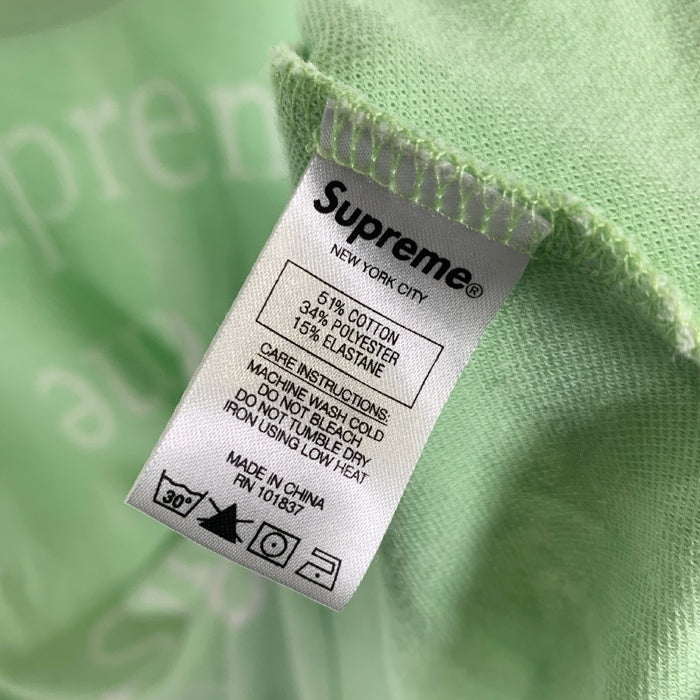 Supreme®
NEW YORK CITY
51% COTTON
34% POLYESTER
15% ELASTANE
CARE INSTRUCTIONS:
MACHINE WASH COLD
DO NOT BLEACH
DO NOT TUMBLE DRY
IRON USING LOW HEAT
MADE IN CHINA
RN 101837
30°